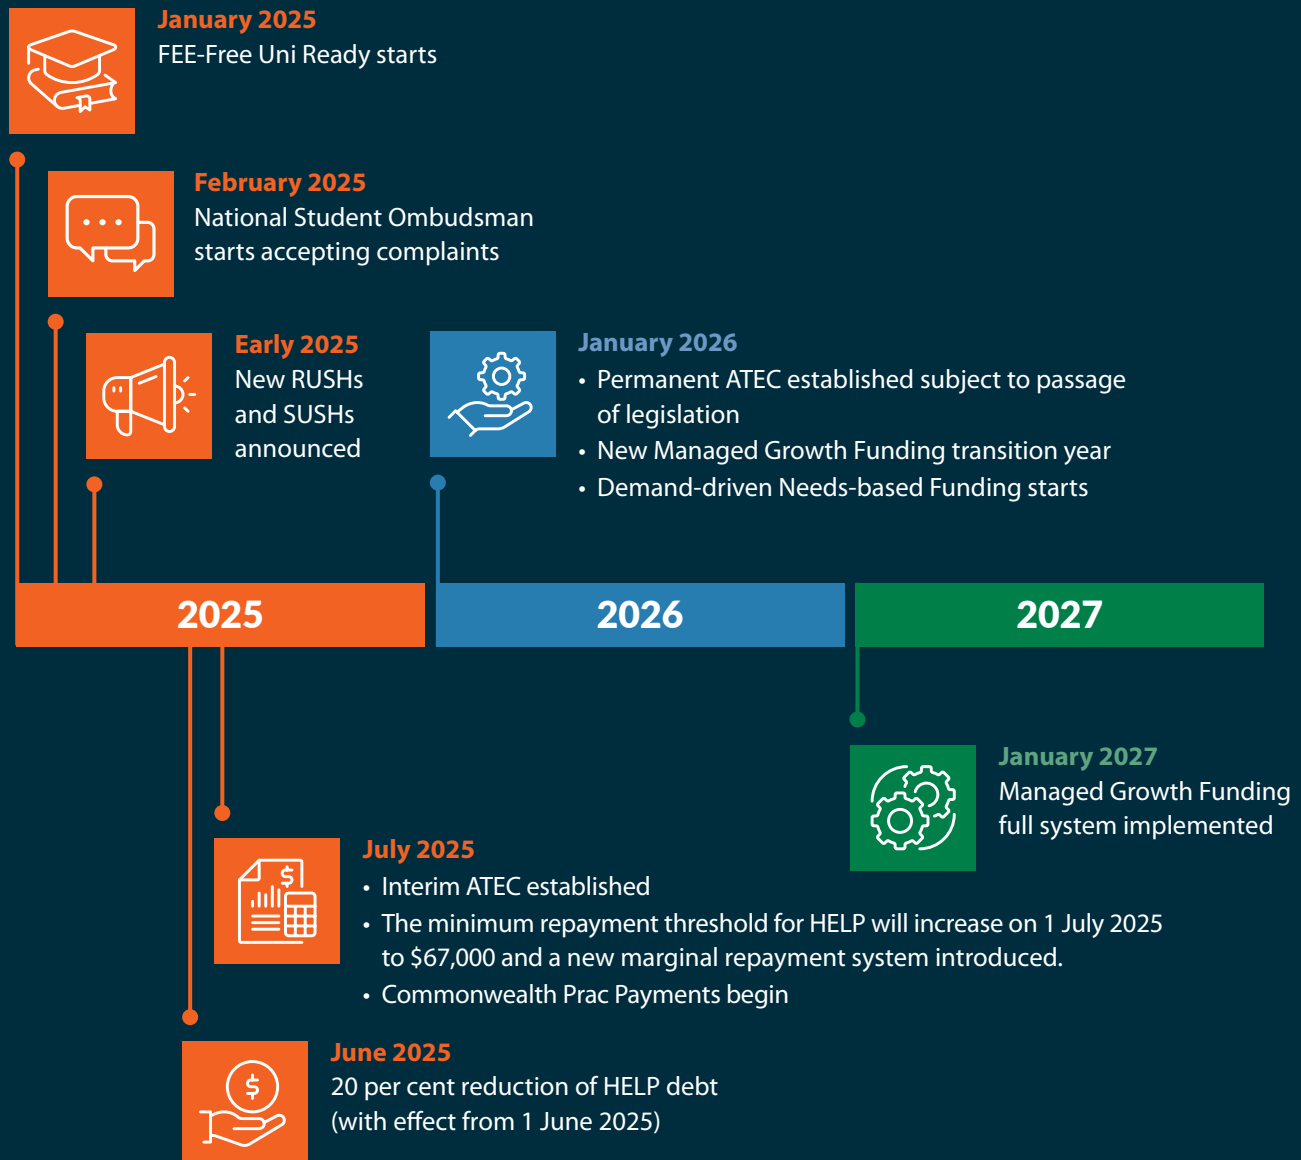 January 2025
FEE-Free Uni Ready starts
February 2025
National Student Ombudsman
starts accepting complaints
Early 2025
New RUSHs
and SUSHs
announced
January 2026
• Permanent ATEC established subject to passage
of legislation
• New Managed Growth Funding transition year
• Demand-driven Needs-based Funding starts
2025
2026
2027
January 2027
Managed Growth Funding
full system implemented
July 2025
• Interim ATEC established
• The minimum repayment threshold for HELP will increase on 1 July 2025
to $67,000 and a new marginal repayment system introduced.
• Commonwealth Prac Payments begin
June 2025
20 per cent reduction of HELP debt
(with effect from 1 June 2025)